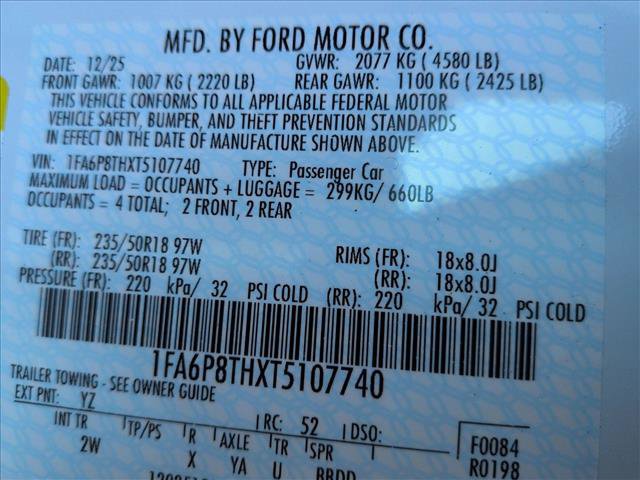 MFD. BY FORD MOTOR CO.
DATE: 12/25 GVWR: 2077 KG ( 4580 LB)
FRONT GAWR: 1007 KG ( 2220 LB) REAR GAWR: 1100 KG ( 2425 LB)
THIS VEHICLE CONFORMS TO ALL APPLICABLE FEDERAL MOTOR
VEHICLE SAFETY, BUMPER, AND THEFT PREVENTION STANDARDS
IN EFFECT ON THE DATE OF MANUFACTURE SHOWN ABOVE.
VIN: 1FA6P8THXT5107740 TYPE: Passenger Car
MAXIMUM LOAD = OCCUPANTS + LUGGAGE = 299KG/ 660LB
OCCUPANTS = 4 TOTAL; 2 FRONT, 2 REAR
TIRE (FR): 235/50R18 97W RIMS (FR): 18x8.0J
(RR): 235/50R18 97W (RR): 18x8.0J
PRESSURE (FR): 220 kPa/ 32 PSI COLD (RR): 220 kPa/ 32 PSI COLD
1FA6P8THXT5107740
TRAILER TOWING - SEE OWNER GUIDE
EXT PNT: YZ RC: 52 DSO: F0084
INT TR TP/PS R AXLE TR SPR R0198
2W X YA U